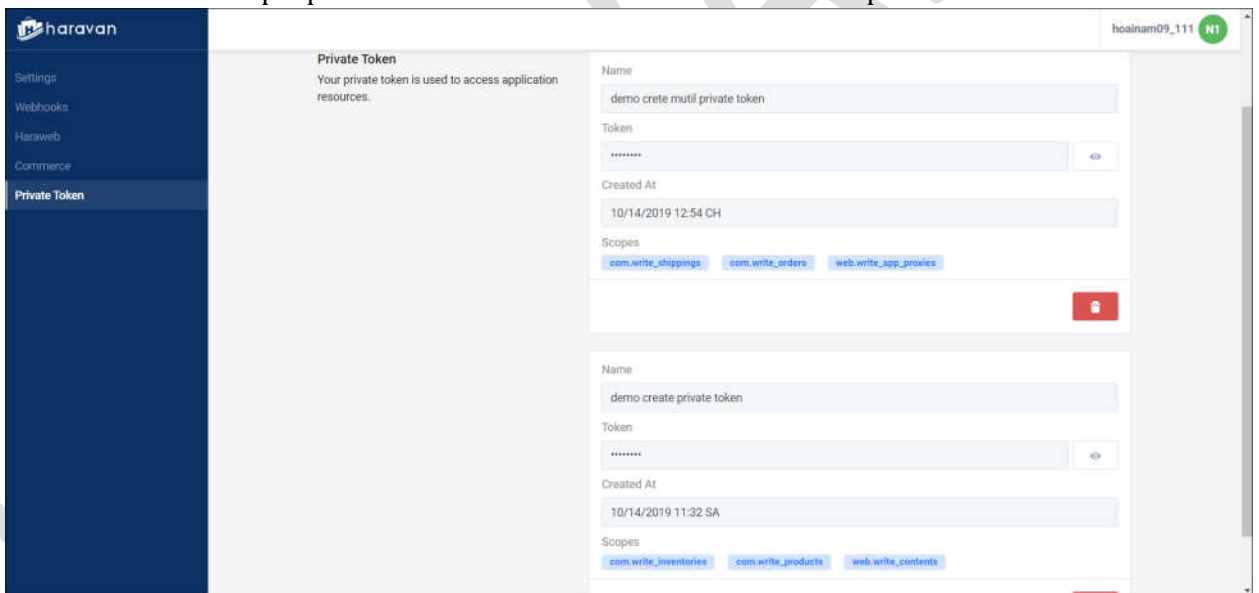 haravan
hoainam09_111 N1
Settings
Webhooks
Haraweb
Commerce
Private Token
Private Token
Your private token is used to access application
resources.
Name
demo crete mutil private token
Token
••••••••
Created At
10/14/2019 12:54 CH
Scopes
com.write_shippings com.write_orders web.write_app_proxies
Name
demo create private token
Token
••••••••
Created At
10/14/2019 11:32 SA
Scopes
com.write_inventories com.write_products web.write_contents